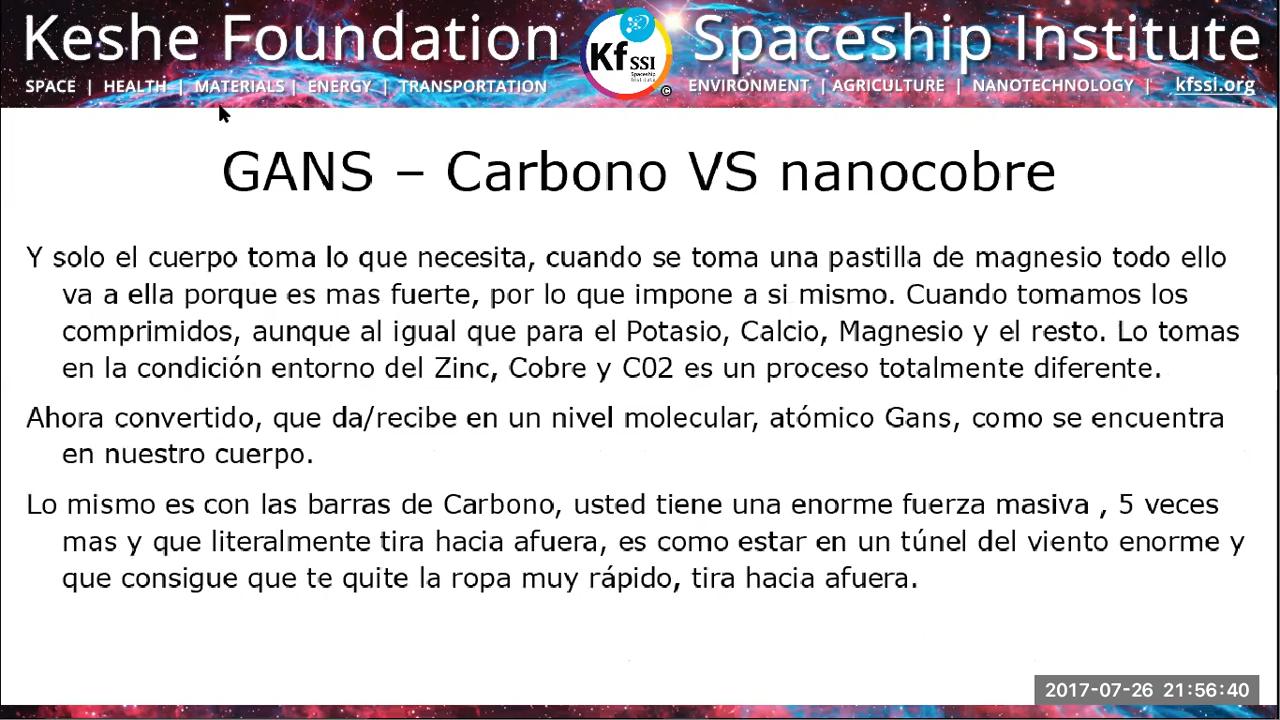 Keshe Foundation
Spaceship Institute
Kf SSI
Spaceship
Institute
©
SPACE | HEALTH | MATERIALS | ENERGY | TRANSPORTATION
ENVIRONMENT | AGRICULTURE | NANOTECHNOLOGY | kfssi.org
GANS – Carbono VS nanocobre
Y solo el cuerpo toma lo que necesita, cuando se toma una pastilla de magnesio todo ello
va a ella porque es mas fuerte, por lo que impone a si mismo. Cuando tomamos los
comprimidos, aunque al igual que para el Potasio, Calcio, Magnesio y el resto. Lo tomas
en la condición entorno del Zinc, Cobre y C02 es un proceso totalmente diferente.
Ahora convertido, que da/recibe en un nivel molecular, atómico Gans, como se encuentra
en nuestro cuerpo.
Lo mismo es con las barras de Carbono, usted tiene una enorme fuerza masiva , 5 veces
mas y que literalmente tira hacia afuera, es como estar en un túnel del viento enorme y
que consigue que te quite la ropa muy rápido, tira hacia afuera.
2017-07-26 21:56:40